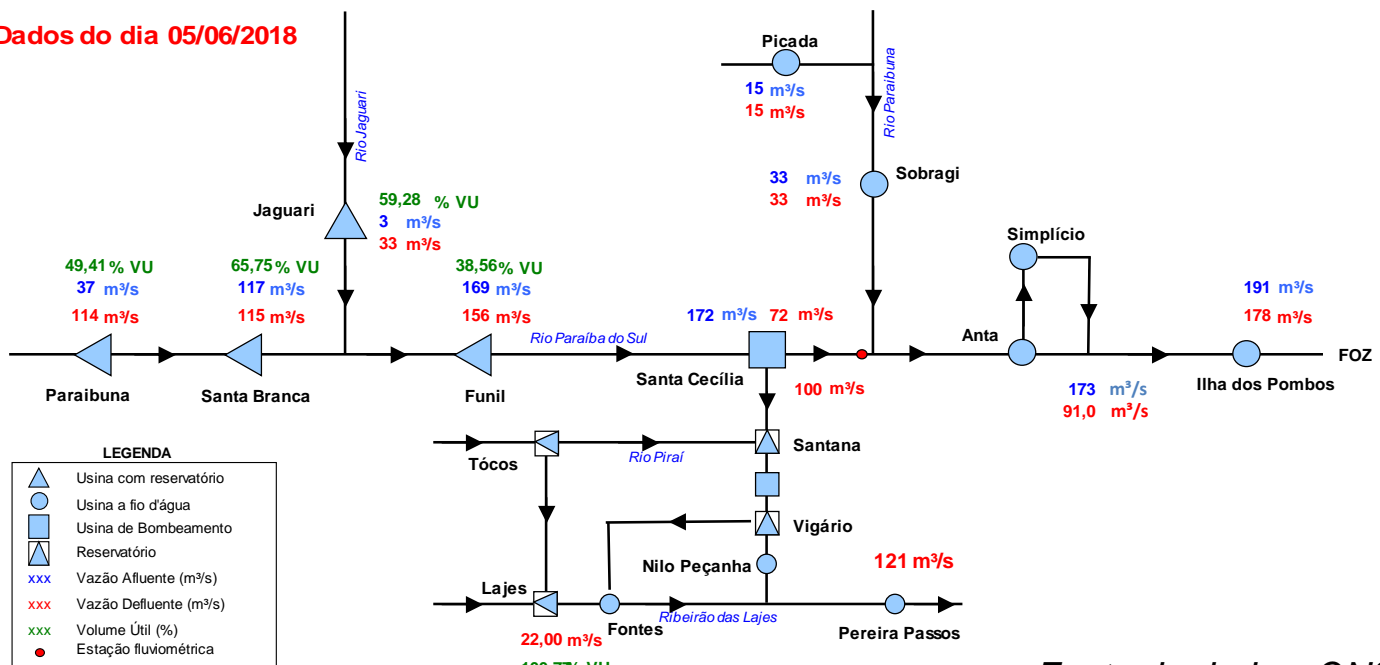 Dados do dia 05/06/2018
Picada
15 m³/s
15 m³/s
Rio Paraibuna
Rio Jaguari
Sobragi
33 m³/s
33 m³/s
Jaguari
59,28 % VU
3 m³/s
33 m³/s
Simplício
49,41 % VU
37 m³/s
114 m³/s
65,75 % VU
117 m³/s
115 m³/s
38,56 % VU
169 m³/s
156 m³/s
172 m³/s 72 m³/s
191 m³/s
178 m³/s
Rio Paraíba do Sul
Anta
FOZ
Paraibuna
Santa Branca
Funil
Santa Cecília
100 m³/s
173 m³/s
91,0 m³/s
Ilha dos Pombos
Tócos
Rio Piraí
Santana
Vigário
Nilo Peçanha
121 m³/s
Lajes
Fontes
Ribeirão das Lajes
Pereira Passos
22,00 m³/s
LEGENDA
Usina com reservatório
Usina a fio d'água
Usina de Bombeamento
Reservatório
xxx Vazão Afluente (m³/s)
xxx Vazão Defluente (m³/s)
xxx Volume Útil (%)
Estação fluviométrica